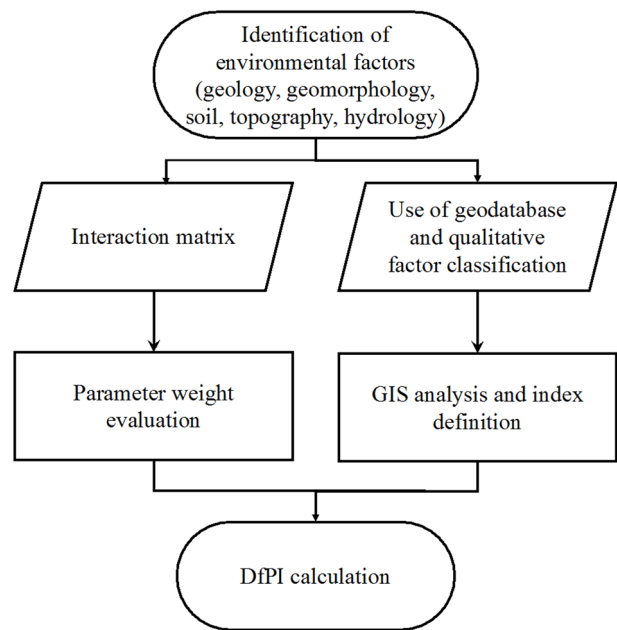 Identification of
environmental factors
(geology, geomorphology,
soil, topography, hydrology)
Interaction matrix
Use of geodatabase
and qualitative
factor classification
Parameter weight
evaluation
GIS analysis and index
definition
DfPI calculation